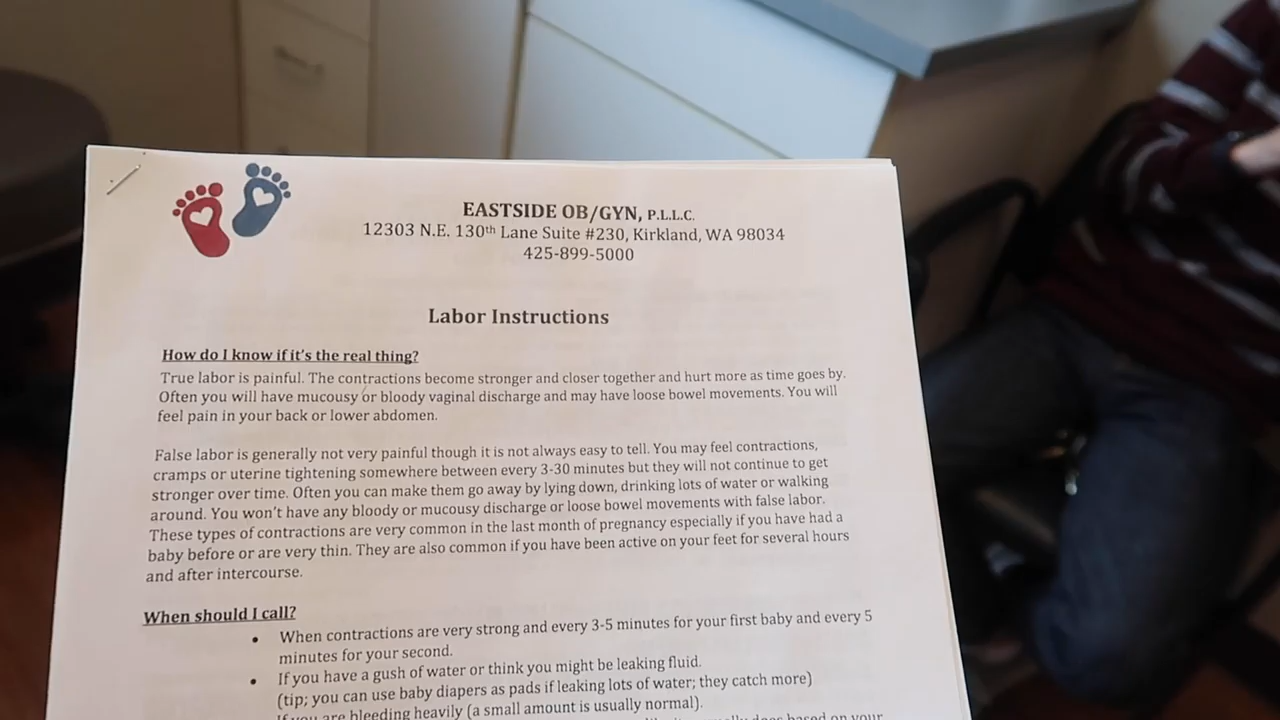 EASTSIDE OB/GYN, P.L.L.C.
12303 N.E. 130th Lane Suite #230, Kirkland, WA 98034
425-899-5000
Labor Instructions
How do I know if it's the real thing?
True labor is painful. The contractions become stronger and closer together and hurt more as time goes by.
Often you will have mucousy or bloody vaginal discharge and may have loose bowel movements. You will
feel pain in your back or lower abdomen.
False labor is generally not very painful though it is not always easy to tell. You may feel contractions,
cramps or uterine tightening somewhere between every 3-30 minutes but they will not continue to get
stronger over time. Often you can make them go away by lying down, drinking lots of water or walking
around. You won't have any bloody or mucousy discharge or loose bowel movements with false labor.
These types of contractions are very common in the last month of pregnancy especially if you have had a
baby before or are very thin. They are also common if you have been active on your feet for several hours
and after intercourse.
When should I call?
• When contractions are very strong and every 3-5 minutes for your first baby and every 5
minutes for your second.
• If you have a gush of water or think you might be leaking fluid.
(tip; you can use baby diapers as pads if leaking lots of water; they catch more)
If you are bleeding heavily (a small amount is usually normal).
does based on your